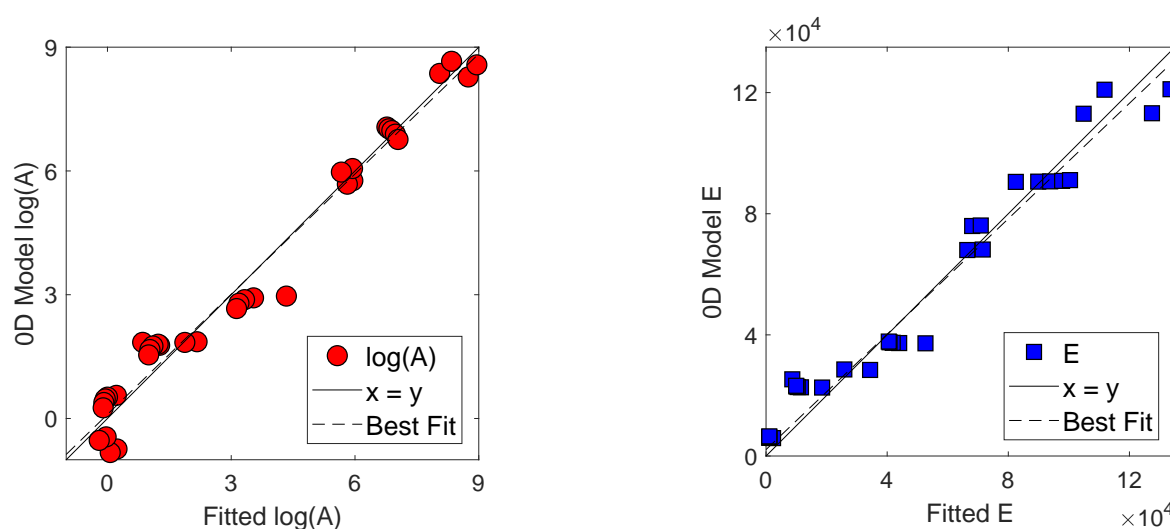 9
6
3
0
0D Model log(A)
log(A)
x = y
Best Fit
0 3 6 9
Fitted log(A)
×10⁴
12
8
4
0
0D Model E
E
x = y
Best Fit
0 4 8 12
Fitted E ×10⁴